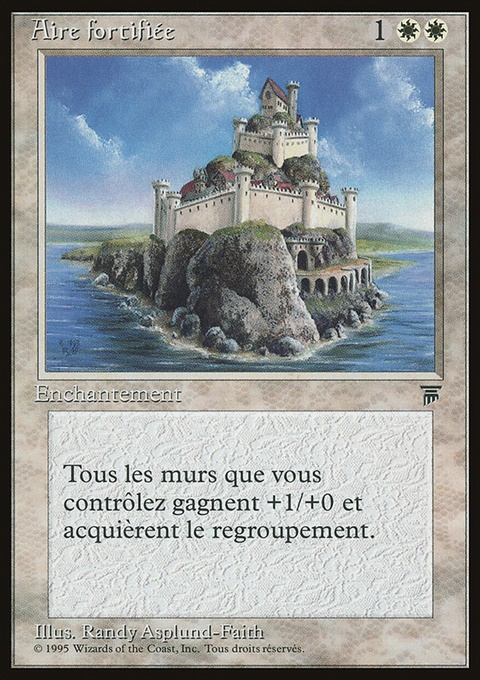 Aire fortifiée 1
Enchantement
Tous les murs que vous
contrôlez gagnent +1/+0 et
acquièrent le regroupement.
Illus. Randy Asplund-Faith
© 1995 Wizards of the Coast, Inc. Tous droits réservés.